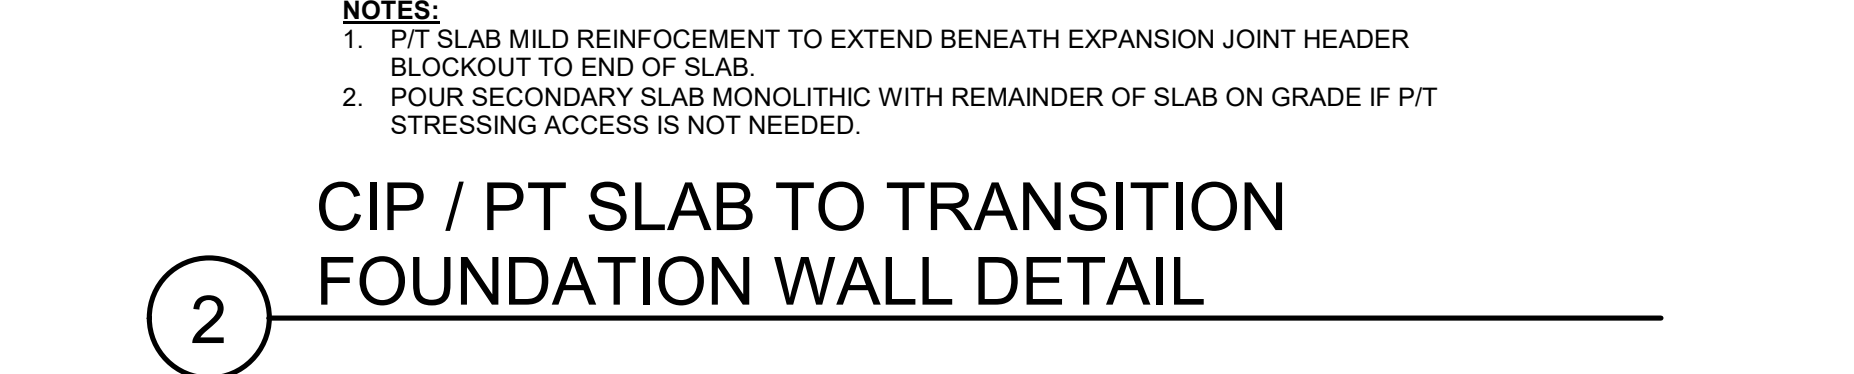 NOTES:
1. P/T SLAB MILD REINFOCEMENT TO EXTEND BENEATH EXPANSION JOINT HEADER
BLOCKOUT TO END OF SLAB.
2. POUR SECONDARY SLAB MONOLITHIC WITH REMAINDER OF SLAB ON GRADE IF P/T
STRESSING ACCESS IS NOT NEEDED.
CIP / PT SLAB TO TRANSITION
FOUNDATION WALL DETAIL
2